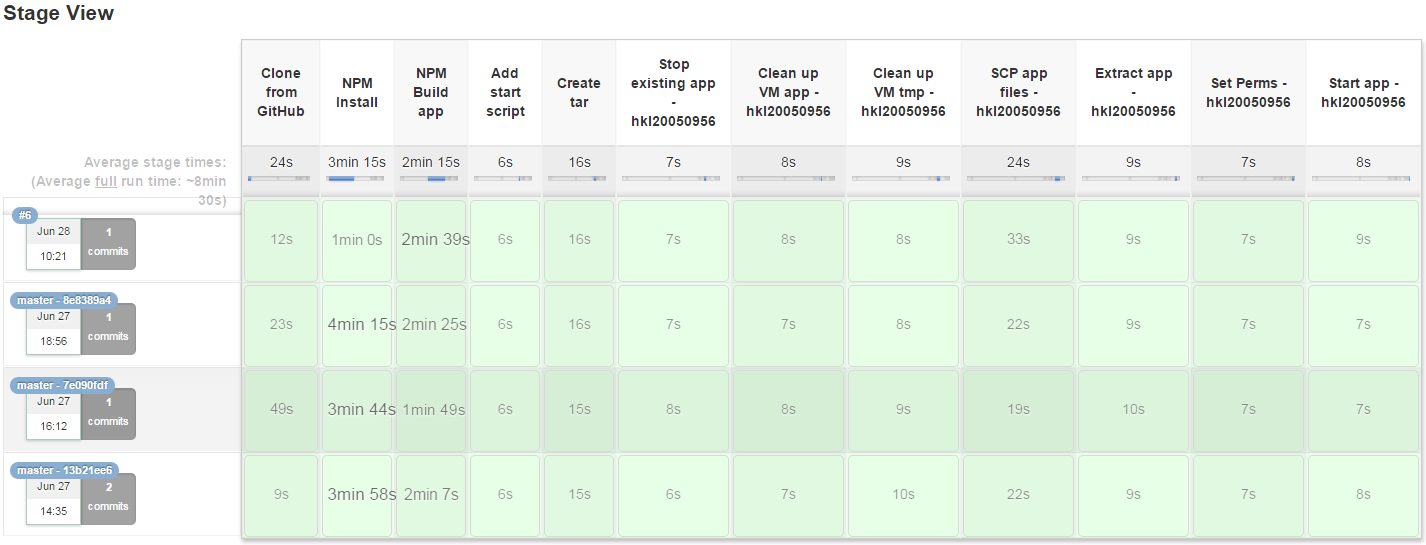 Stage View
Clone
from
GitHub
NPM
Install
NPM
Build
app
Add
start
script
Create
tar
Stop
existing app
-
hkl20050956
Clean up
VM app -
hkl20050956
Clean up
VM tmp -
hkl20050956
SCP app
files -
hkl20050956
Extract app
-
hkl20050956
Set Perms -
hkl20050956
Start app -
hkl20050956
Average stage times:
(Average full run time: ~8min
30s)
24s 3min 15s 2min 15s 6s 16s 7s 8s 9s 24s 9s 7s 8s
#6
Jun 28
10:21
1
commits
12s 1min 0s 2min 39s 6s 16s 7s 8s 8s 33s 9s 7s 9s
master - 8e8389a4
Jun 27
18:56
1
commits
23s 4min 15s 2min 25s 6s 16s 7s 7s 8s 22s 9s 7s 7s
master - 7e090fdf
Jun 27
16:12
1
commits
49s 3min 44s 1min 49s 6s 15s 8s 8s 9s 19s 10s 7s 7s
master - 13b21ee6
Jun 27
14:35
2
commits
9s 3min 58s 2min 7s 6s 15s 6s 7s 10s 22s 9s 7s 8s